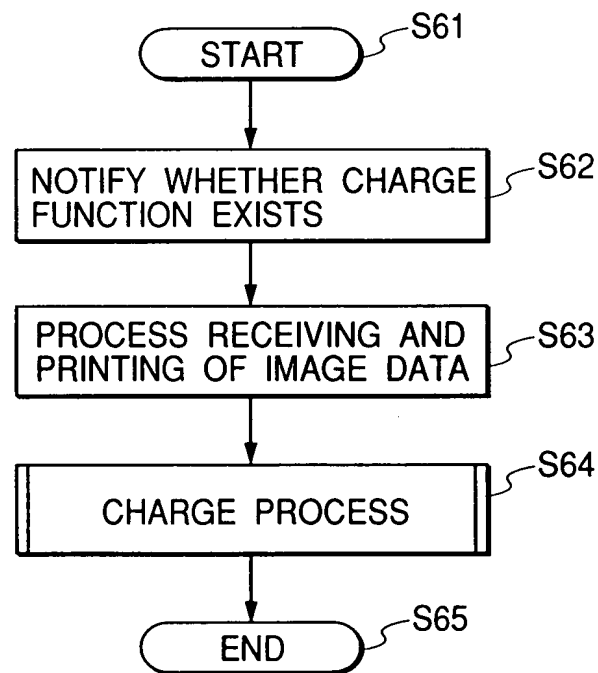 S61
START
S62
NOTIFY WHETHER CHARGE
FUNCTION EXISTS
S63
PROCESS RECEIVING AND
PRINTING OF IMAGE DATA
S64
CHARGE PROCESS
S65
END